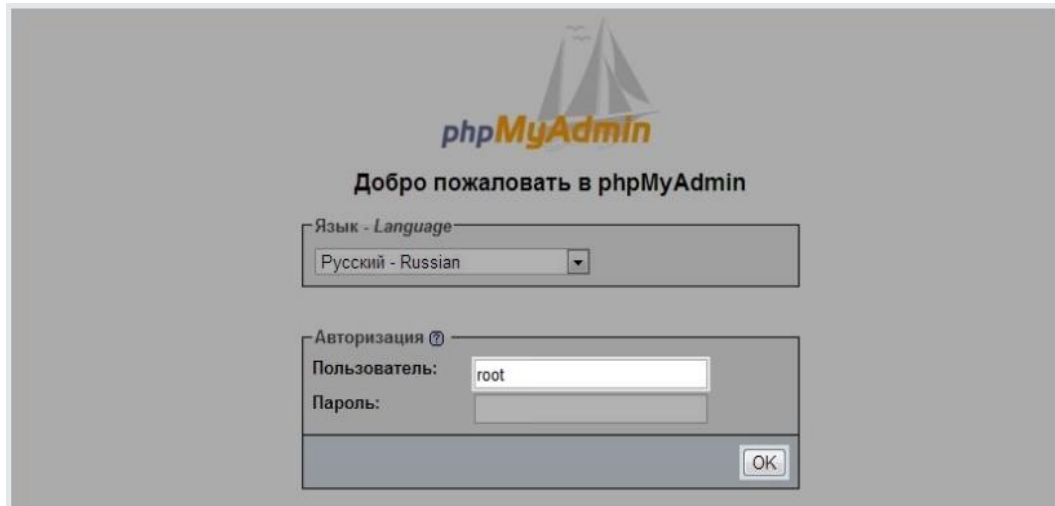 phpMyAdmin
Добро пожаловать в phpMyAdmin
Язык - Language
Русский - Russian
Авторизация
Пользователь: root
Пароль:
OK